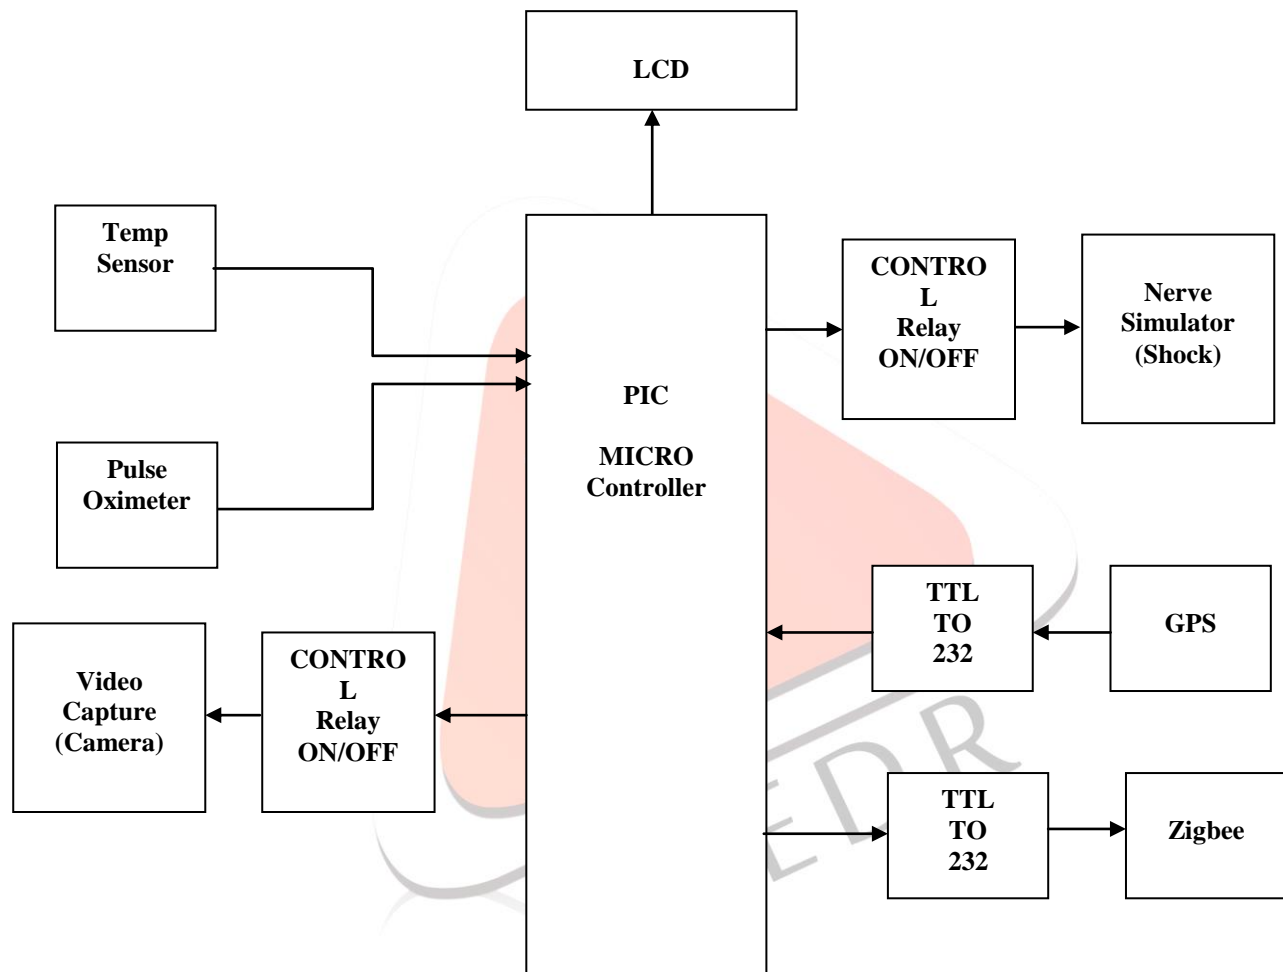 LCD
Temp
Sensor
CONTRO
L
Relay
ON/OFF
Nerve
Simulator
(Shock)
PIC
MICRO
Controller
Pulse
Oximeter
TTL
TO
232
GPS
Video
Capture
(Camera)
CONTRO
L
Relay
ON/OFF
TTL
TO
232
Zigbee
EDR